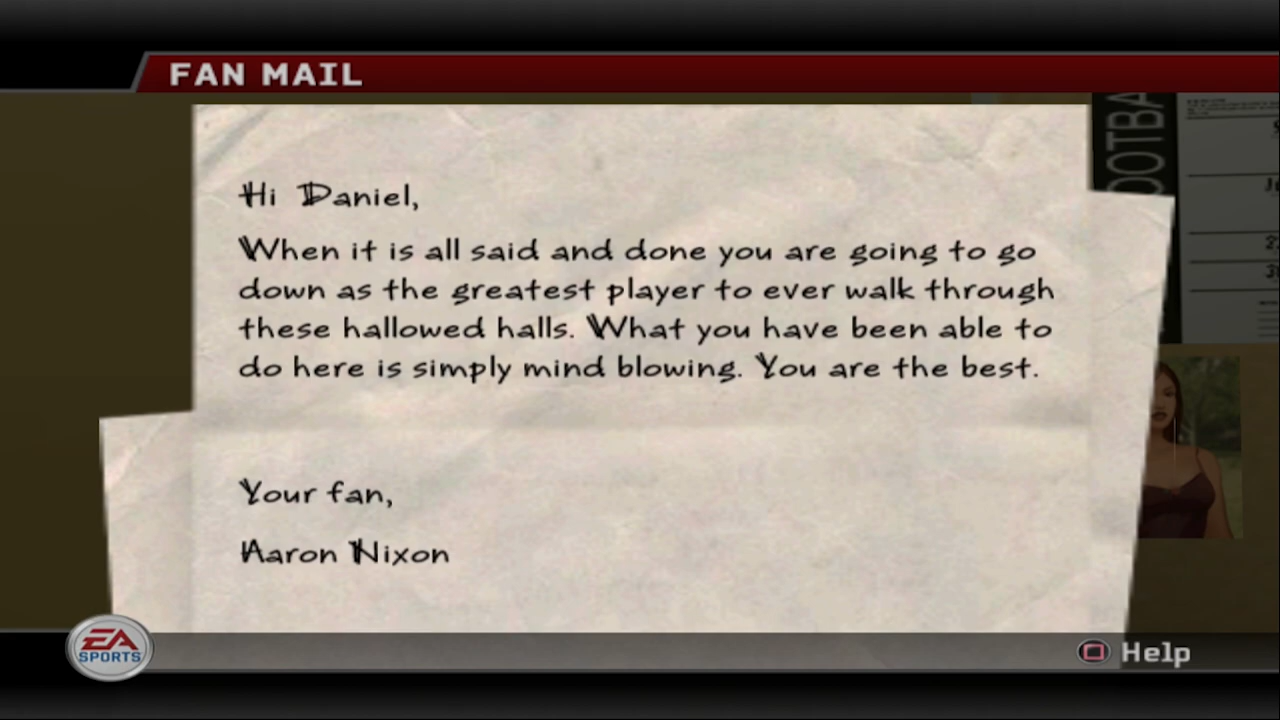 FAN MAIL
OOTBA
Hi Daniel,
When it is all said and done you are going to go
down as the greatest player to ever walk through
these hallowed halls. What you have been able to
do here is simply mind blowing. You are the best.
Your fan,
Aaron Nixon
EA
SPORTS
Help